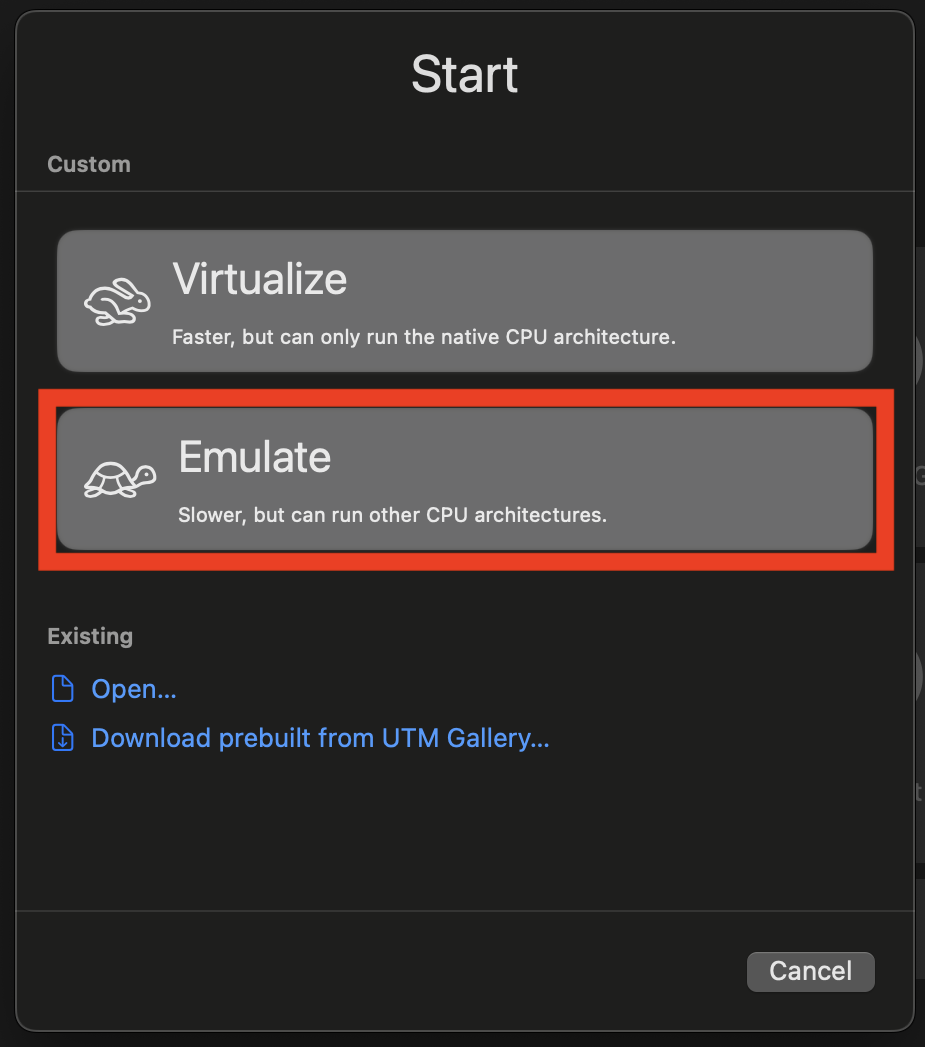 Start
Custom
Virtualize
Faster, but can only run the native CPU architecture.
Emulate
Slower, but can run other CPU architectures.
Existing
Open...
Download prebuilt from UTM Gallery...
Cancel